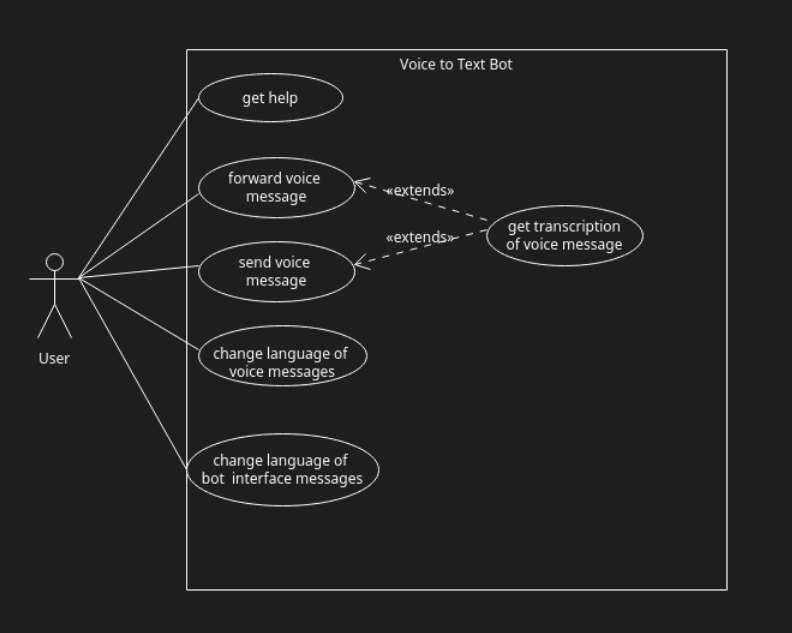 Voice to Text Bot
get help
forward voice
message
«extends»
send voice
message
«extends»
get transcription
of voice message
User
change language of
voice messages
change language of
bot  interface messages